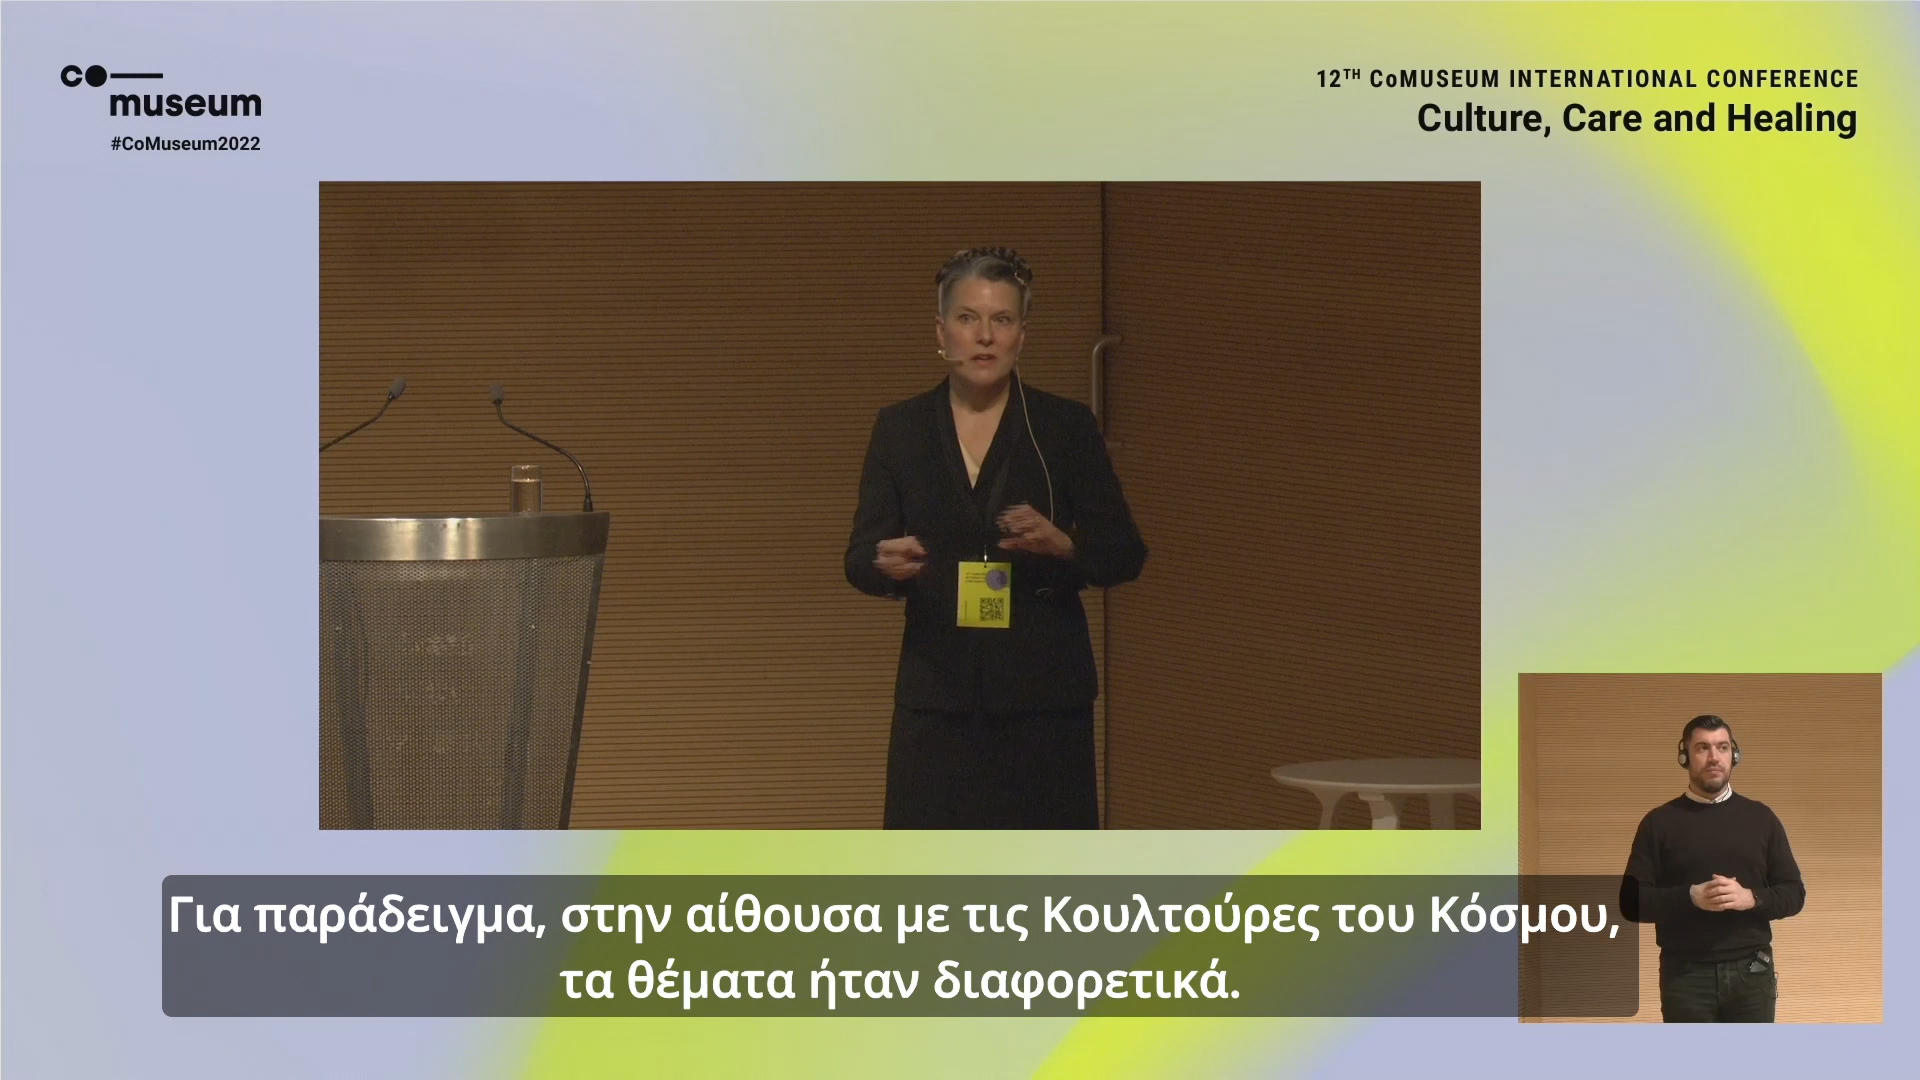 co
museum
#CoMuseum2022
12TH CoMUSEUM INTERNATIONAL CONFERENCE
Culture, Care and Healing
Για παράδειγμα, στην αίθουσα με τις Κουλτούρες του Κόσμου,
τα θέματα ήταν διαφορετικά.